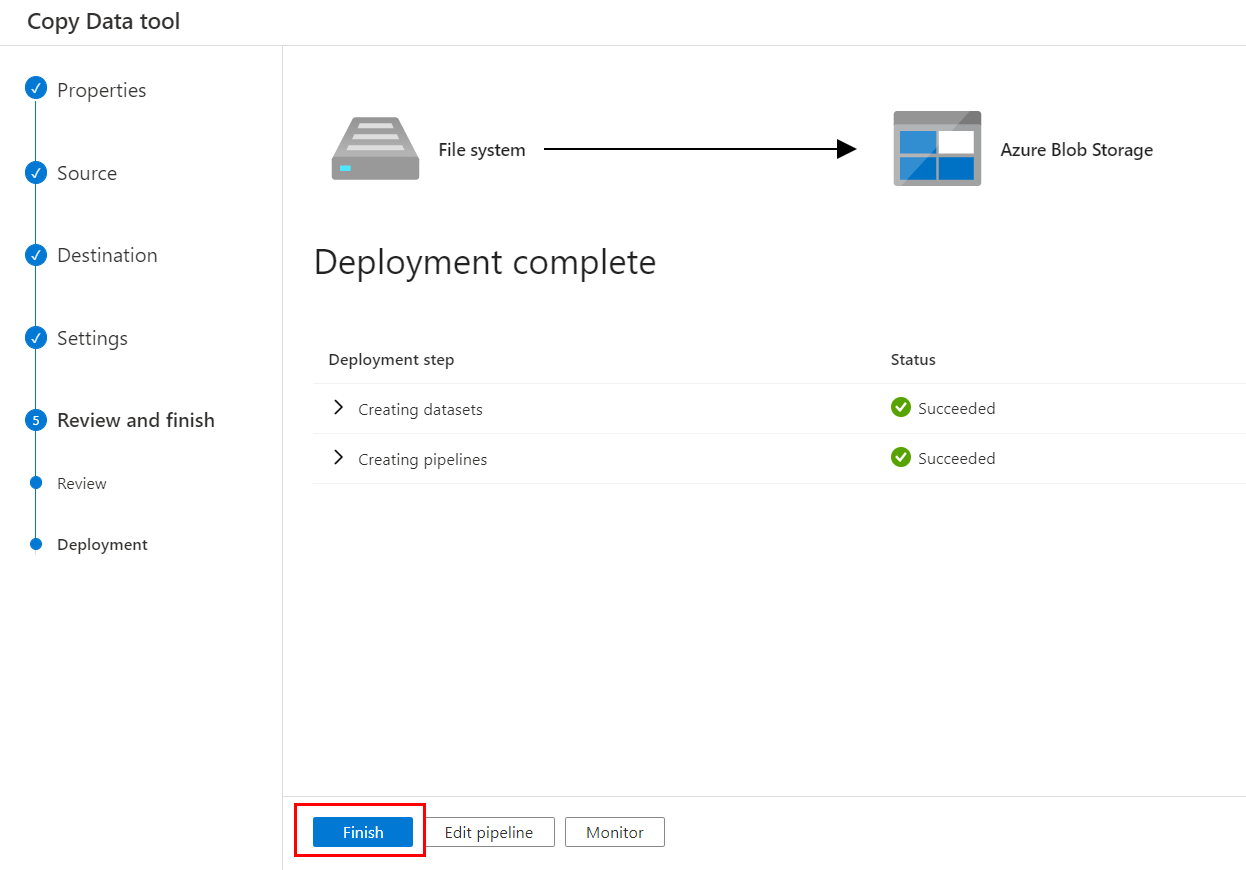 Copy Data tool
Properties
Source
Destination
Settings
5 Review and finish
Review
Deployment
File system
Azure Blob Storage
Deployment complete
Deployment step Status
Creating datasets Succeeded
Creating pipelines Succeeded
Finish Edit pipeline Monitor